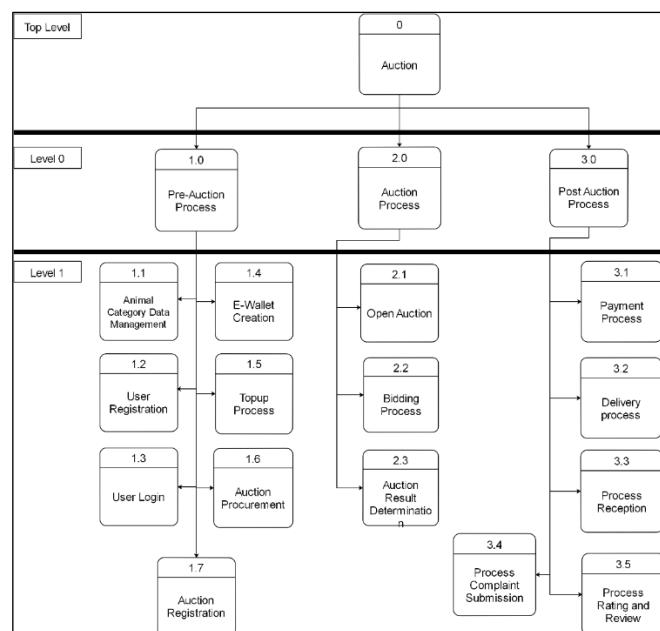 Top Level
0
Auction
Level 0
1.0
Pre-Auction
Process
2.0
Auction
Process
3.0
Post Auction
Process
Level 1
1.1
Animal
Category Data
Management
1.4
E-Wallet
Creation
2.1
Open Auction
3.1
Payment
Process
1.2
User
Registration
1.5
Topup
Process
2.2
Bidding
Process
3.2
Delivery
process
1.3
User Login
1.6
Auction
Procurement
2.3
Auction
Result
Determinatio
n
3.3
Process
Reception
3.4
Process
Complaint
Submission
1.7
Auction
Registration
3.5
Process
Rating and
Review